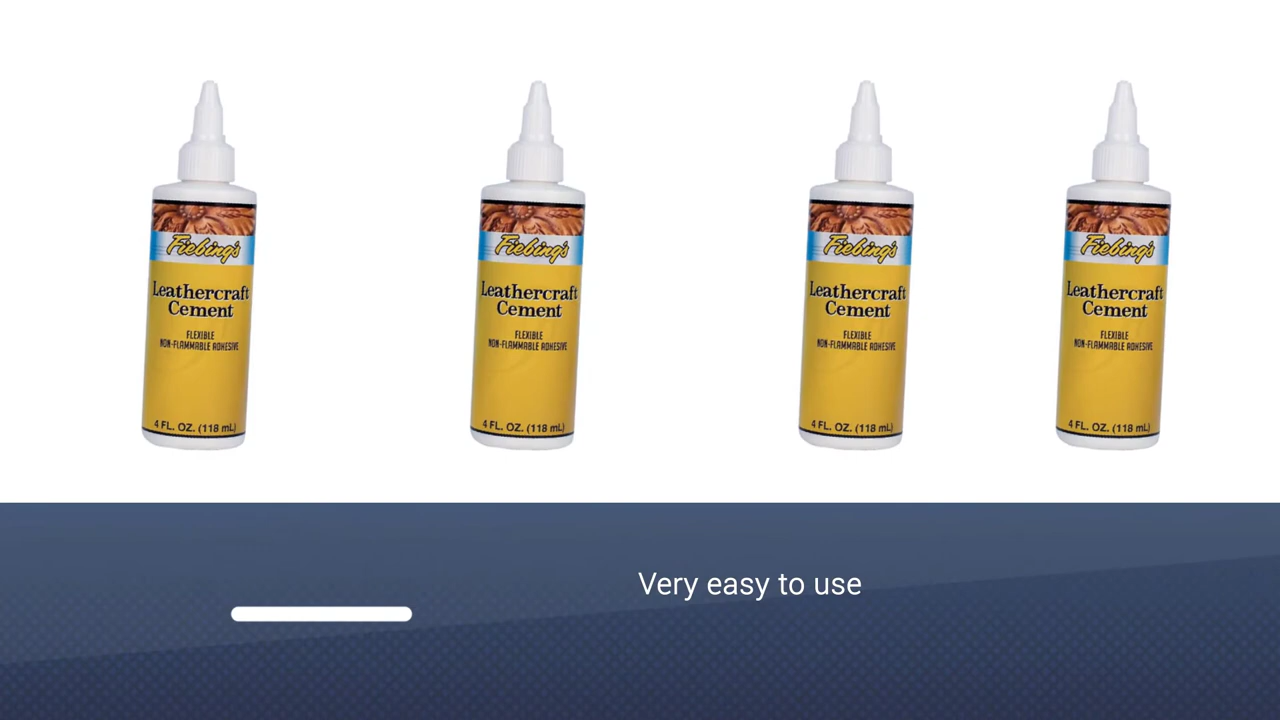 Fiebing's
Leathercraft
Cement
FLEXIBLE
NON-FLAMMABLE ADHESIVE
4 FL. OZ. (118 mL)
Fiebing's
Leathercraft
Cement
FLEXIBLE
NON-FLAMMABLE ADHESIVE
4 FL. OZ. (118 mL)
Fiebing's
Leathercraft
Cement
FLEXIBLE
NON-FLAMMABLE ADHESIVE
4 FL. OZ. (118 mL)
Fiebing's
Leathercraft
Cement
FLEXIBLE
NON-FLAMMABLE ADHESIVE
4 FL. OZ. (118 mL)
Very easy to use